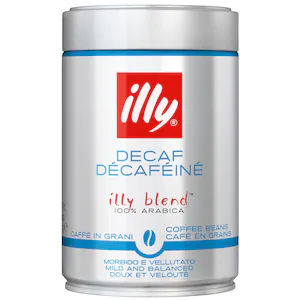 illy®
DECAF
DÉCAFÉINÉ
illy blend™
100% ARABICA
CAFFÈ IN GRANI
COFFEE BEANS
CAFÉ EN GRAINS
MORBIDO E VELLUTATO
MILD AND BALANCED
DOUX ET VELOUTÉ